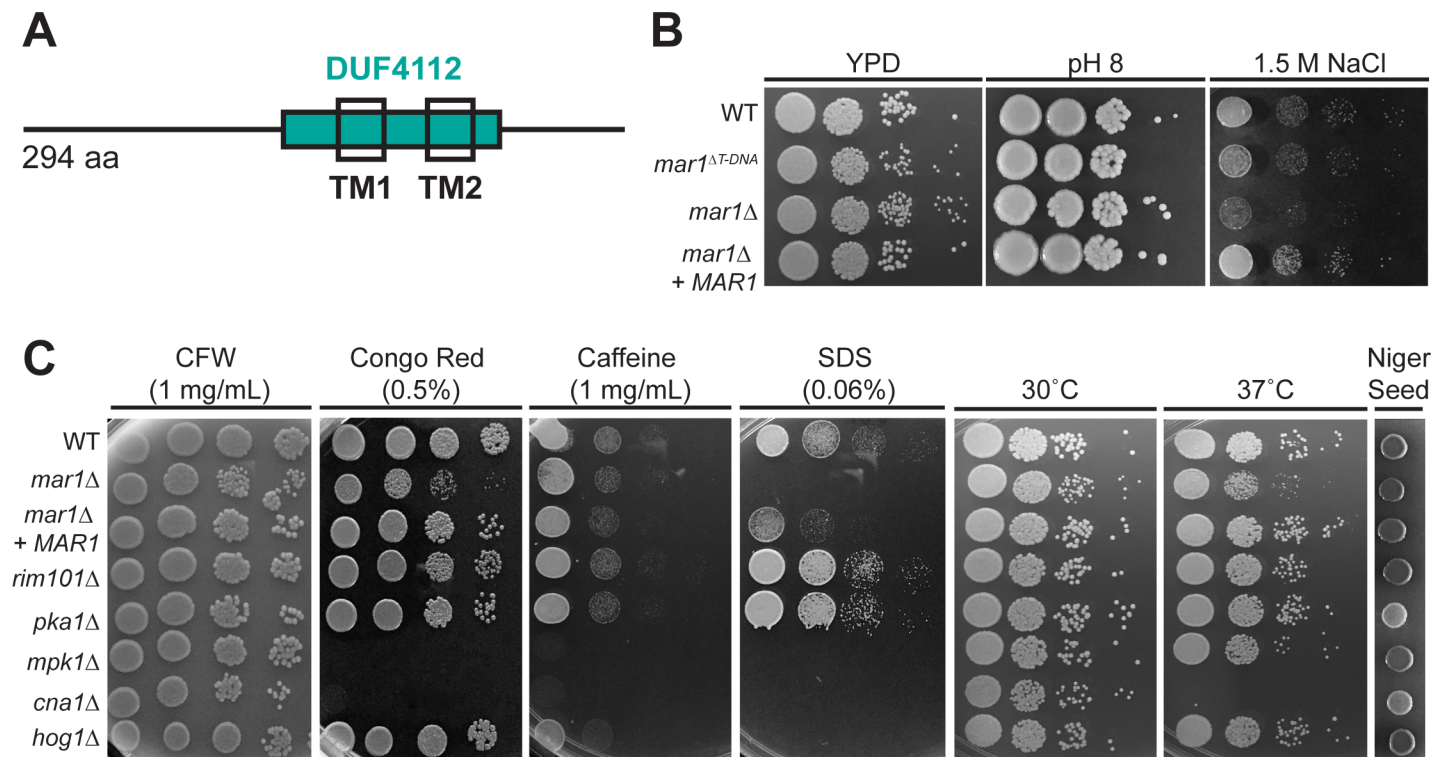 A
DUF4112
294 aa
TM1 TM2
B
YPD pH 8 1.5 M NaCl
WT
mar1ΔT-DNA
mar1Δ
mar1Δ
+ MAR1
C
CFW Congo Red Caffeine SDS Niger
(1 mg/mL) (0.5%) (1 mg/mL) (0.06%) 30˚C 37˚C Seed
WT
mar1Δ
mar1Δ
+ MAR1
rim101Δ
pka1Δ
mpk1Δ
cna1Δ
hog1Δ